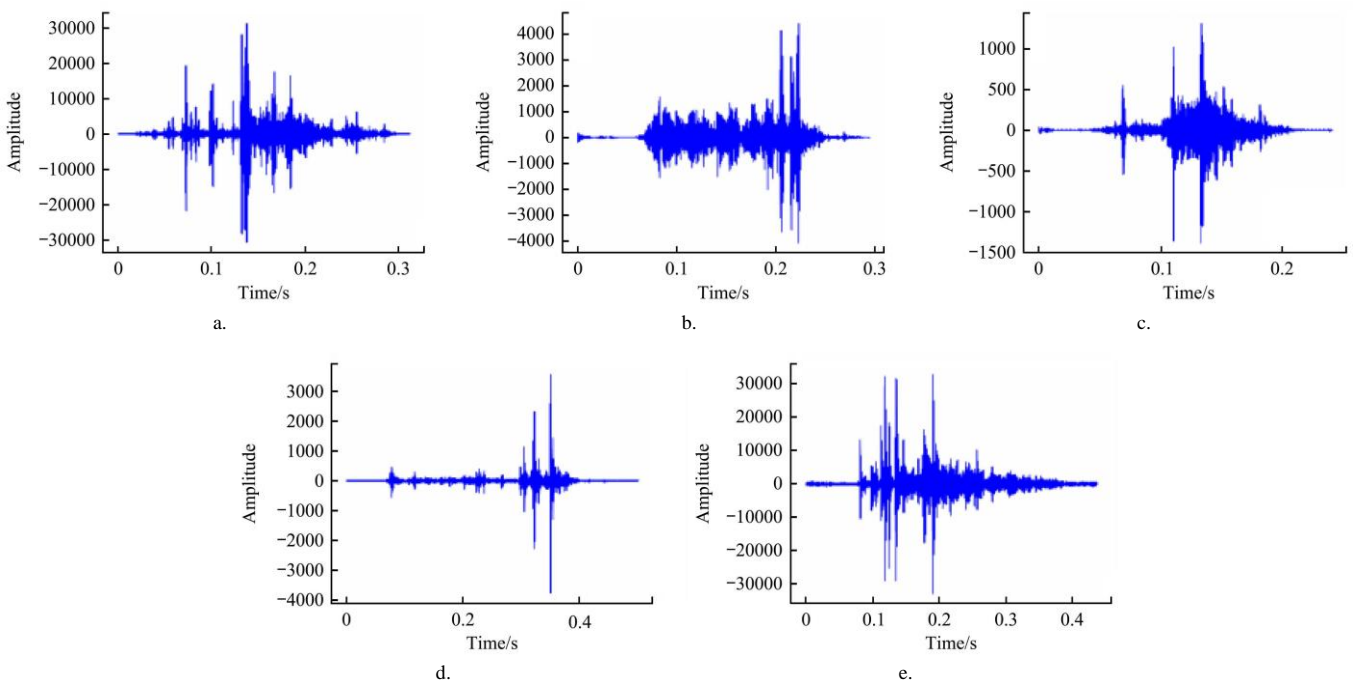 30000
20000
10000
0
−10000
−20000
−30000
Amplitude
0 0.1 0.2 0.3
Time/s
a.
4000
3000
2000
1000
0
−1000
−2000
−3000
−4000
Amplitude
0 0.1 0.2 0.3
Time/s
b.
1000
500
0
−500
−1000
−1500
Amplitude
0 0.1 0.2
Time/s
c.
3000
2000
1000
0
−1000
−2000
−3000
−4000
Amplitude
0 0.2 0.4
Time/s
d.
30000
20000
10000
0
−10000
−20000
−30000
Amplitude
0 0.1 0.2 0.3 0.4
Time/s
e.